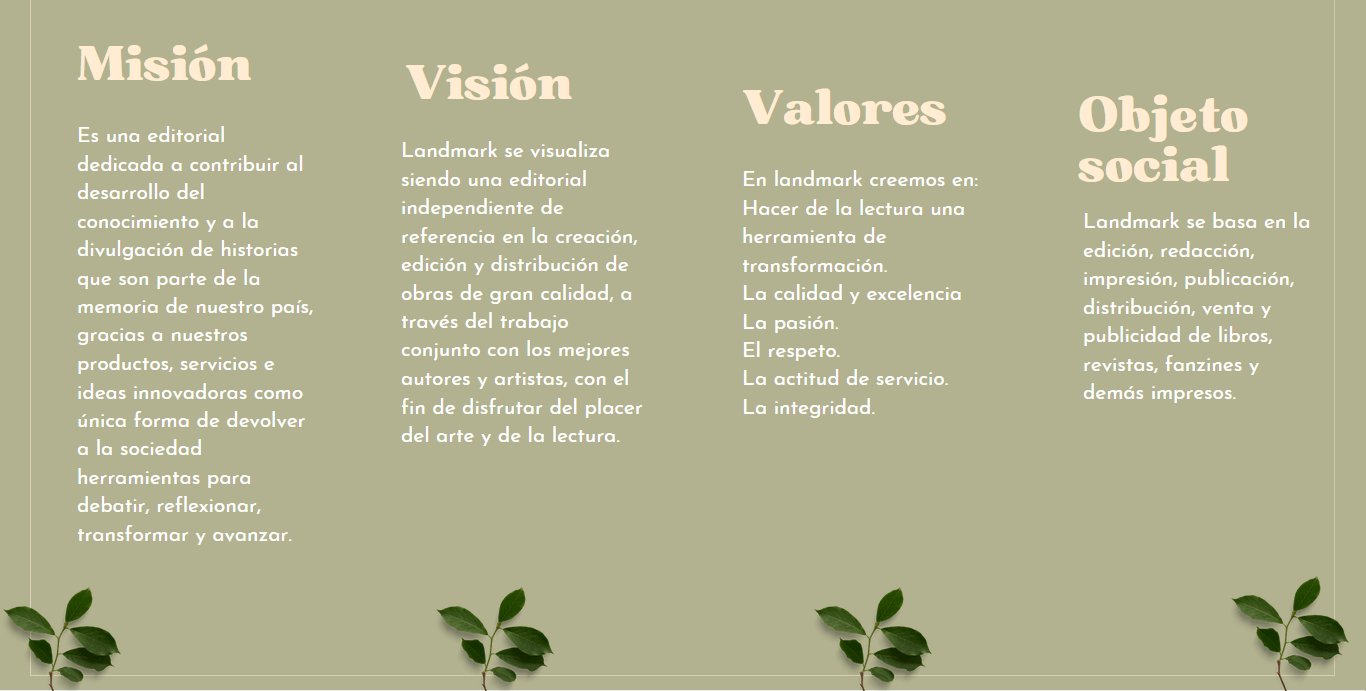 Misión
Es una editorial
dedicada a contribuir al
desarrollo del
conocimiento y a la
divulgación de historias
que son parte de la
memoria de nuestro país,
gracias a nuestros
productos, servicios e
ideas innovadoras como
única forma de devolver
a la sociedad
herramientas para
debatir, reflexionar,
transformar y avanzar.
Visión
Landmark se visualiza
siendo una editorial
independiente de
referencia en la creación,
edición y distribución de
obras de gran calidad, a
través del trabajo
conjunto con los mejores
autores y artistas, con el
fin de disfrutar del placer
del arte y de la lectura.
Valores
En landmark creemos en:
Hacer de la lectura una
herramienta de
transformación.
La calidad y excelencia
La pasión.
El respeto.
La actitud de servicio.
La integridad.
Objeto
social
Landmark se basa en la
edición, redacción,
impresión, publicación,
distribución, venta y
publicidad de libros,
revistas, fanzines y
demás impresos.